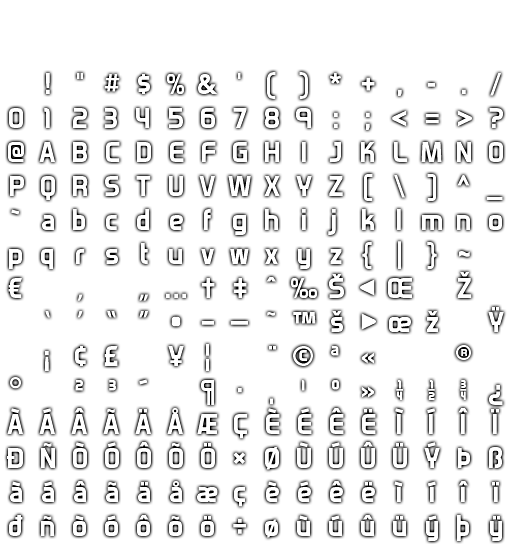 ! " # $ % & ' ( ) * + , - . /
0 1 2 3 4 5 6 7 8 9 : ; < = > ?
@ A B C D E F G H I J K L M N O
P Q R S T U V W X Y Z [ \ ] ^ _
` a b c d e f g h i j k l m n o
p q r s t u v w x y z { | } ~
€ ‚ „ … † ‡ ˆ ‰ Š ‹ Œ Ž
‘ ’ “ ” • – — ˜ ™ š › œ ž Ÿ
¡ ¢ £ ¥ ¦ ¨ © ª « ®
° ² ³ ´ ¶ · ¸ ¹ º » ¼ ½ ¾ ¿
À Á Â Ã Ä Å Æ Ç È É Ê Ë Ì Í Î Ï
Ð Ñ Ò Ó Ô Õ Ö × Ø Ù Ú Û Ü Ý Þ ß
à á â ã ä å æ ç è é ê ë ì í î ï
đ ñ ò ó ô õ ö ÷ ø ù ú û ü ý þ ÿ